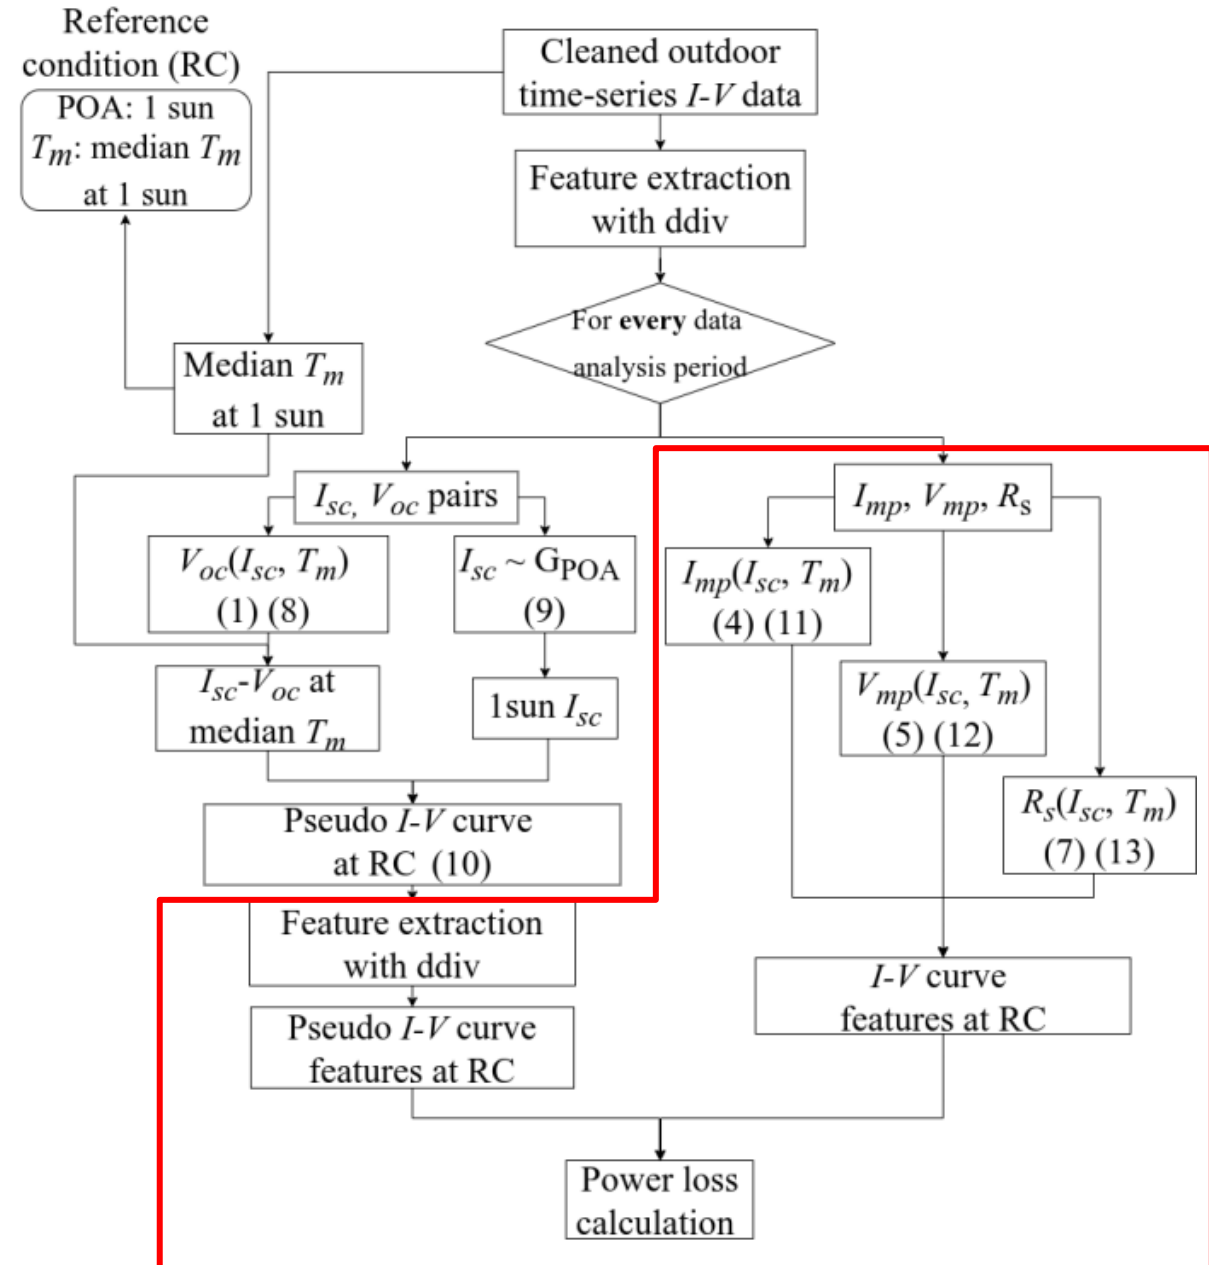 Reference
condition (RC)
POA: 1 sun
Tm: median Tm
at 1 sun
Cleaned outdoor
time-series I-V data
Feature extraction
with ddiv
For every data
analysis period
Median Tm
at 1 sun
Isc, Voc pairs
Voc(Isc, Tm)
(1) (8)
Isc ~ GPOA
(9)
Isc-Voc at
median Tm
1sun Isc
Pseudo I-V curve
at RC (10)
Feature extraction
with ddiv
Pseudo I-V curve
features at RC
Imp, Vmp, Rs
Imp(Isc, Tm)
(4) (11)
Vmp(Isc, Tm)
(5) (12)
Rs(Isc, Tm)
(7) (13)
I-V curve
features at RC
Power loss
calculation